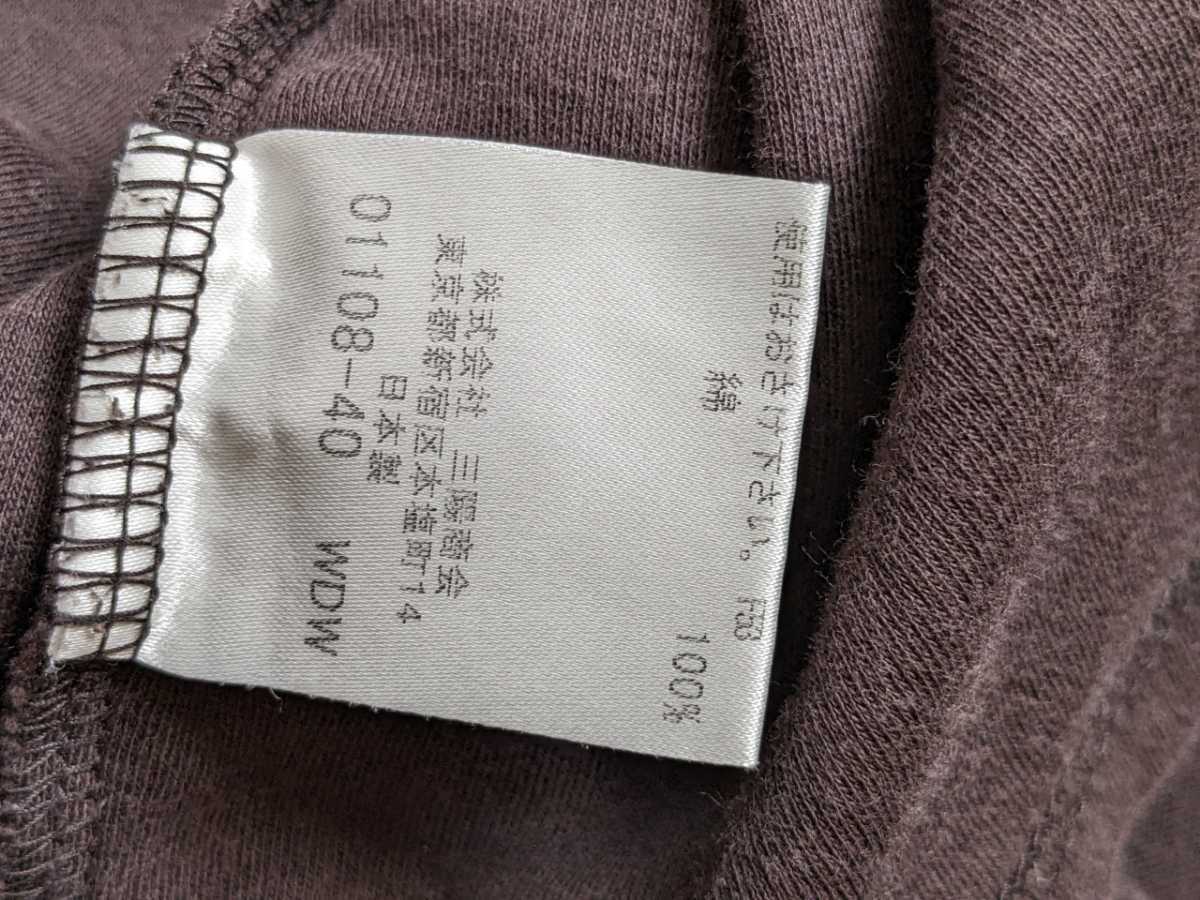 使用はおさけ下さい。 F53
綿 100%
株式会社 三陽商会
東京都新宿区本塩町14
日本製
01108-40 WDW